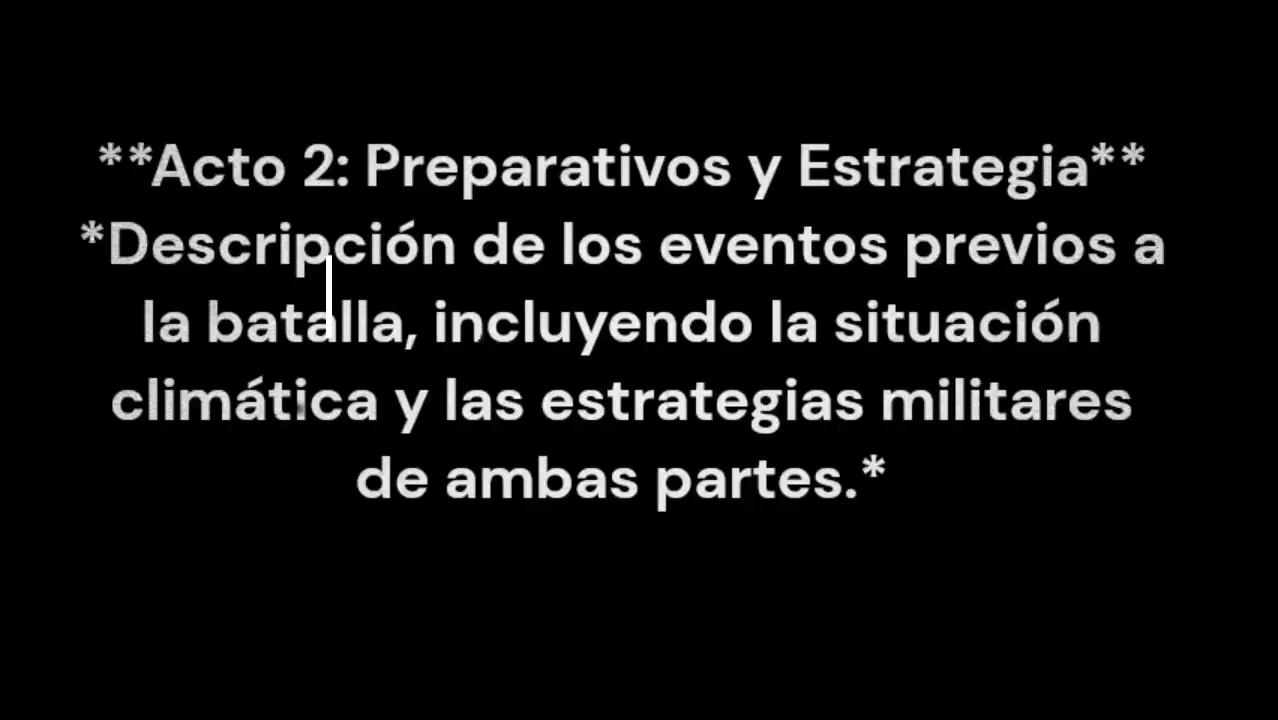 **Acto 2: Preparativos y Estrategia**
*Descripción de los eventos previos a
la batalla, incluyendo la situación
climática y las estrategias militares
de ambas partes.*